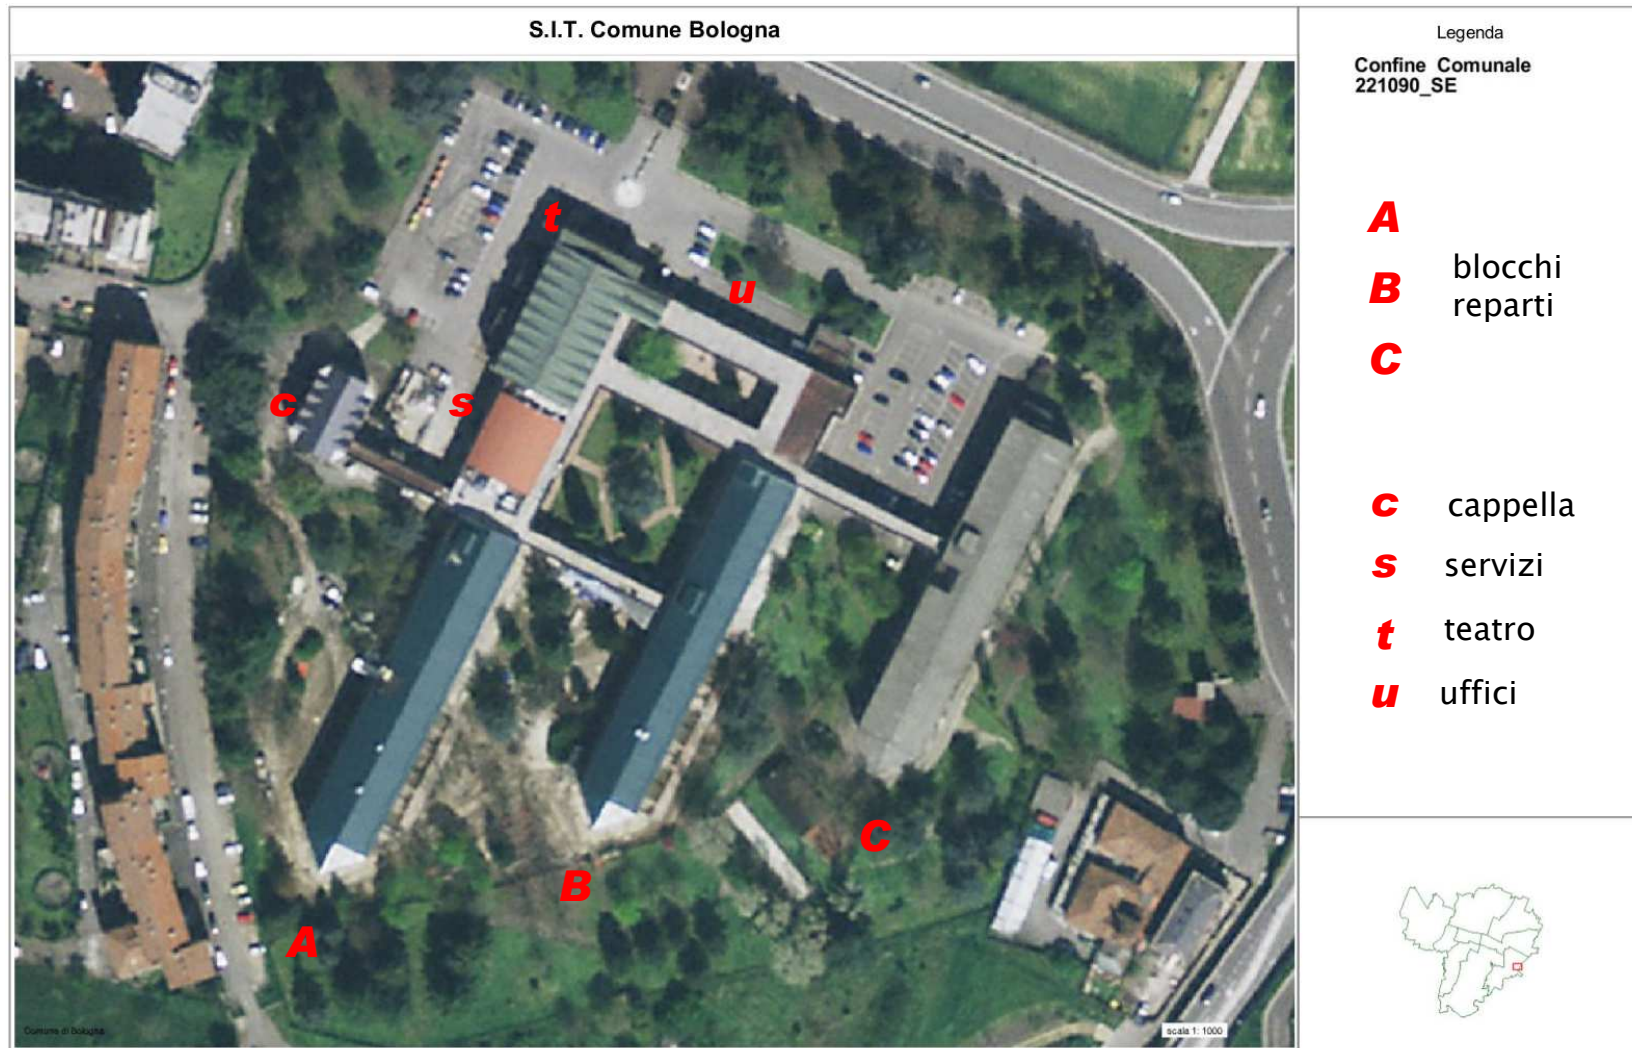 S.I.T. Comune Bologna
Legenda
Confine Comunale
221090_SE
A
B
C
blocchi
reparti
c cappella
s servizi
t teatro
u uffici
t
u
c
s
C
B
A
Comune di Bologna
scala 1: 1000